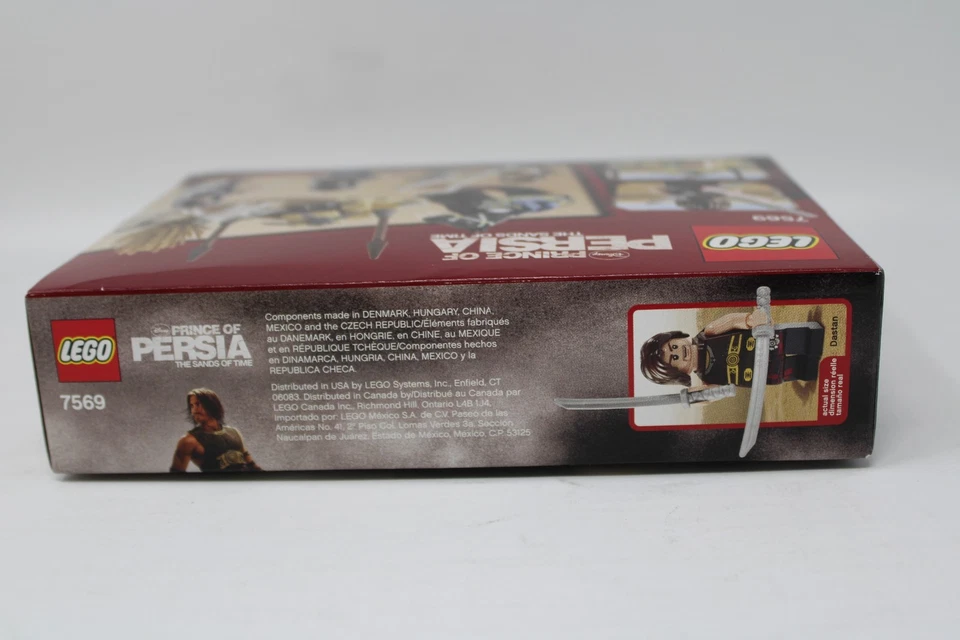 7569
LEGO
Disney
PRINCE OF
PERSIA
THE SANDS OF TIME
LEGO
7569
Disney
PRINCE OF
PERSIA
THE SANDS OF TIME
Components made in DENMARK, HUNGARY, CHINA,
MEXICO and the CZECH REPUBLIC/Éléments fabriqués
au DANEMARK, en HONGRIE, en CHINE, au MEXIQUE
et en RÉPUBLIQUE TCHÈQUE/Componentes hechos
en DINAMARCA, HUNGRIA, CHINA, MEXICO y la
REPUBLICA CHECA.
Distributed in USA by LEGO Systems, Inc., Enfield, CT
06083. Distributed in Canada by/Distribué au Canada par
LEGO Canada Inc., Richmond Hill, Ontario L4B 1J4.
Importado por: LEGO México S.A. de C.V. Paseo de las
Américas No. 41, 2º Piso Col. Lomas Verdes 3a. Sección
Naucalpan de Juarez, Estado de México, Mexico. C.P. 53125
Dastan
actual size
dimension réelle
tamaño real